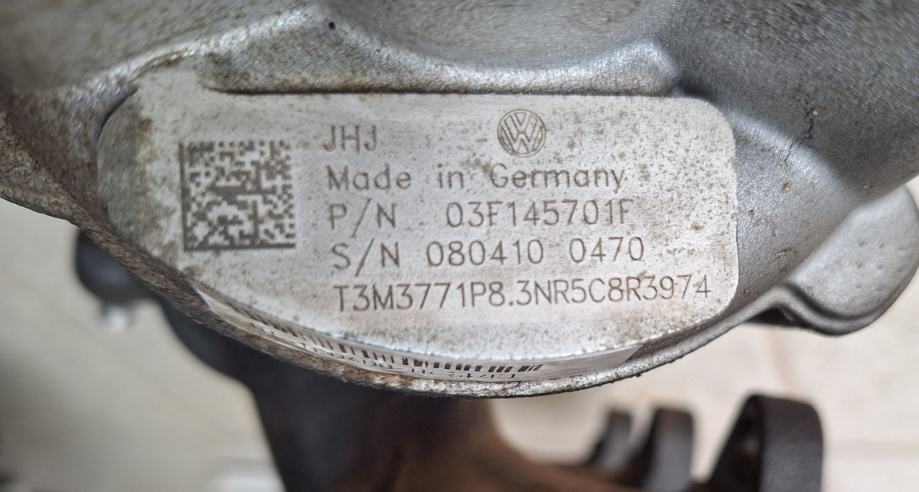 JHJ
Made in Germany
P/N 03F145701F
S/N 080410 0470
T3M3771P8.3NR5C8R3974